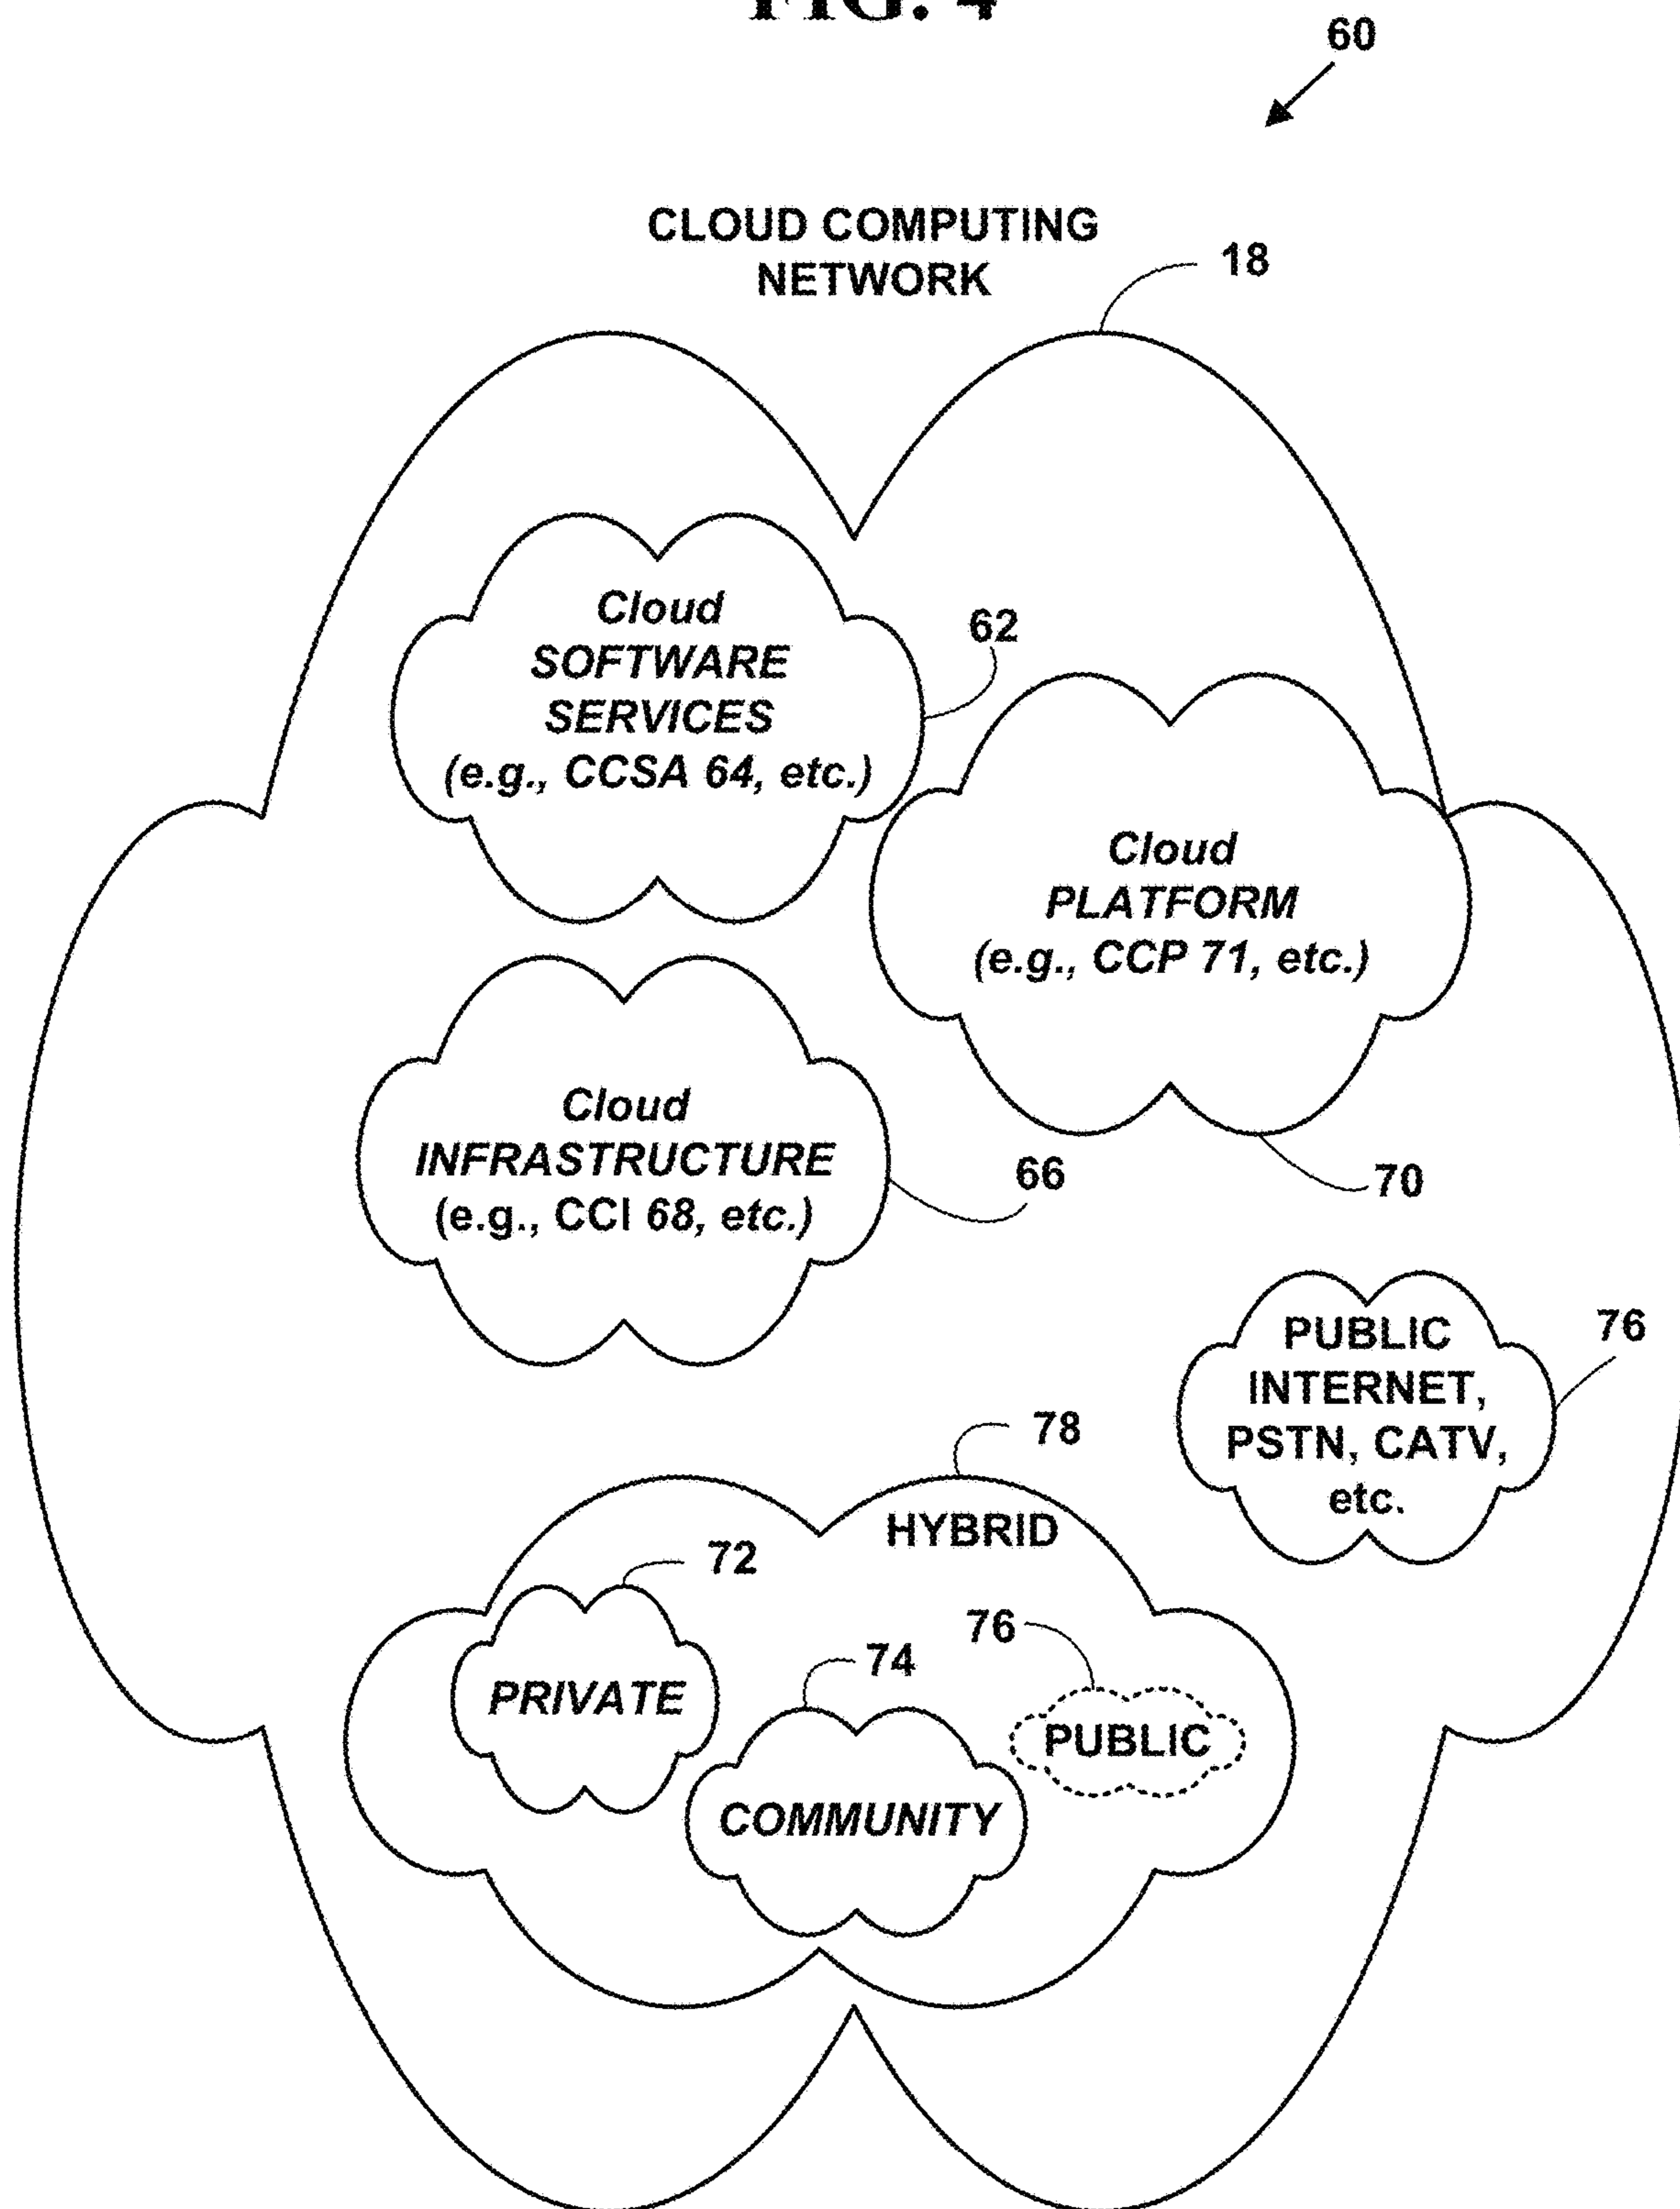 FIG. 4
60
CLOUD COMPUTING
NETWORK
18
Cloud
SOFTWARE
SERVICES
(e.g., CCSA 64, etc.)
62
Cloud
PLATFORM
(e.g., CCP 71, etc.)
70
Cloud
INFRASTRUCTURE
(e.g., CCI 68, etc.)
66
PUBLIC
INTERNET,
PSTN, CATV,
etc.
76
78
HYBRID
72
PRIVATE
74
COMMUNITY
76
PUBLIC